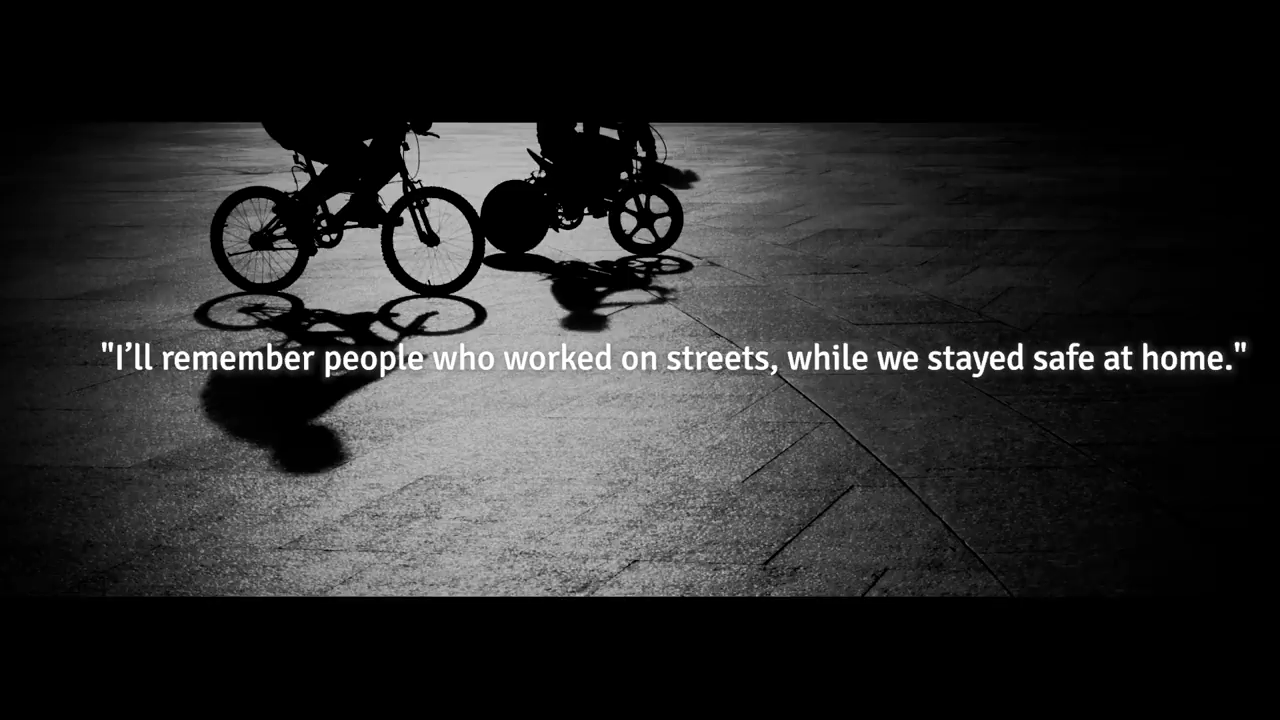 "I’ll remember people who worked on streets, while we stayed safe at home."